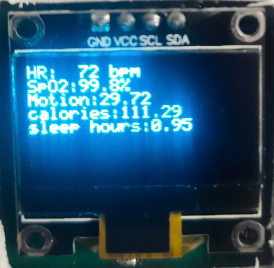 GND VCC SCL SDA
HR:  72 bpm
SpO2:99.8%
Motion:29.72
calories:111.29
sleep hours:0.95